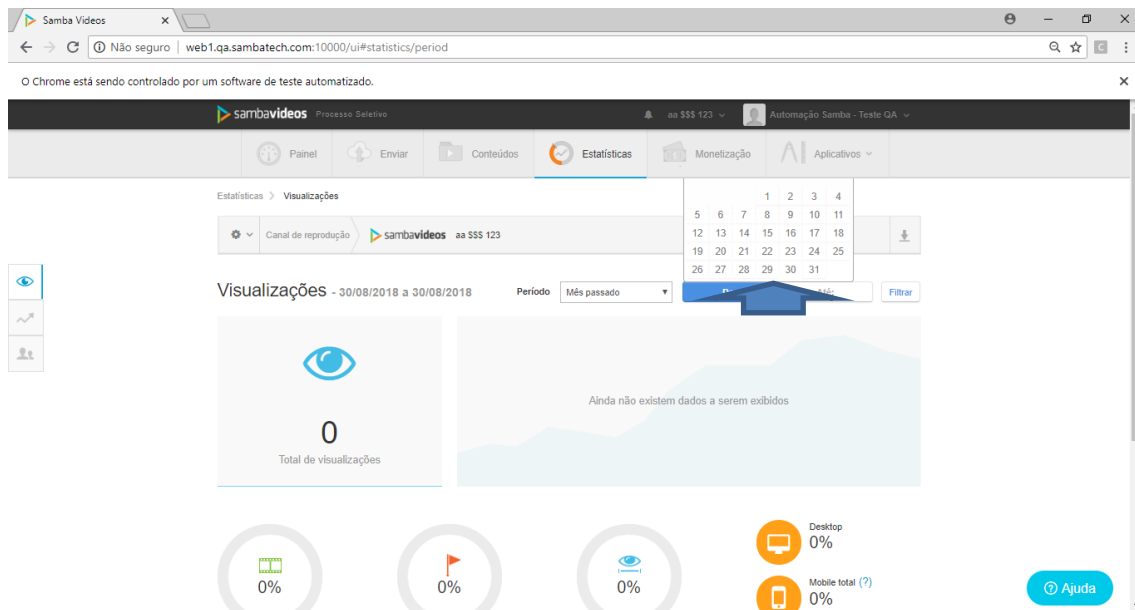 Samba Videos
Não seguro | web1.qa.sambatech.com:10000/ui#statistics/period
C
O Chrome está sendo controlado por um software de teste automatizado.
sambavideos Processo Seletivo aa $$$ 123 Automação Samba - Teste QA
Painel Enviar Conteúdos Estatísticas Monetização Aplicativos
Estatísticas > Visualizações
1 2 3 4
5 6 7 8 9 10 11
Canal de reprodução sambavideos aa $$$ 123
12 13 14 15 16 17 18
19 20 21 22 23 24 25
26 27 28 29 30 31
Visualizações - 30/08/2018 a 30/08/2018 Período Mês passado Até: Filtrar
Ainda não existem dados a serem exibidos
0
Total de visualizações
Desktop
0%
0% 0% 0%
Mobile total (?)
0%
Ajuda